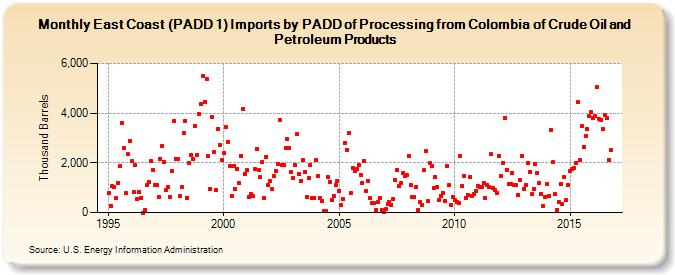 Monthly East Coast (PADD 1) Imports by PADD of Processing from Colombia of Crude Oil and
Petroleum Products
Thousand Barrels
6,000
4,000
2,000
0
1995
2000
2005
2010
2015
Source: U.S. Energy Information Administration